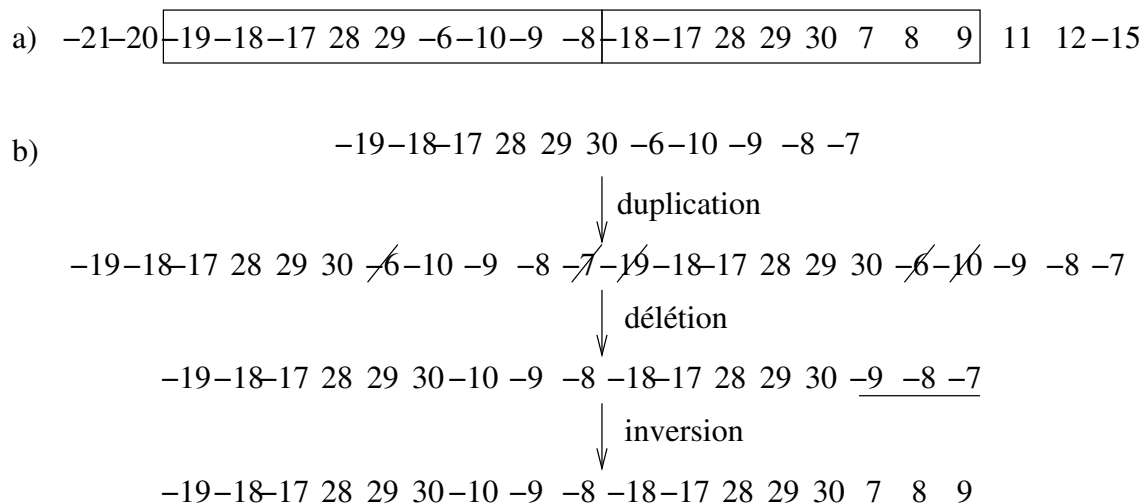 a) −21−20−19−18−17 28 29 −6−10−9 −8−18−17 28 29 30 7 8 9 11 12−15
b) −19−18−17 28 29 30 −6−10 −9 −8 −7
duplication
−19−18−17 28 29 30 −6−10 −9 −8 −7−19−18−17 28 29 30 −6−10 −9 −8 −7
délétion
−19−18−17 28 29 30−10 −9 −8 −18−17 28 29 30 −9 −8 −7
inversion
−19−18−17 28 29 30−10 −9 −8 −18−17 28 29 30 7 8 9